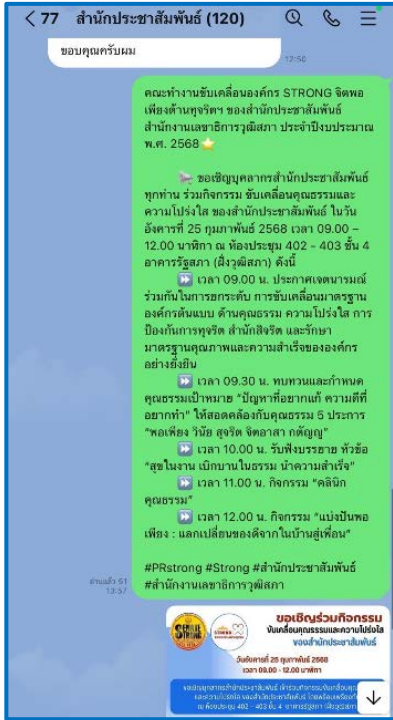 < 77 สำนักประชาสัมพันธ์ (120)
ขอบคุณครับผม
12:50
คณะทำงานขับเคลื่อนองค์กร STRONG จิตพอ
เพียงต้านทุจริตฯ ของสำนักประชาสัมพันธ์
สำนักงานเลขาธิการวุฒิสภา ประจำปีงบประมาณ
พ.ศ. 2568
ขอเชิญบุคลากรสำนักประชาสัมพันธ์
ทุกท่าน ร่วมกิจกรรม ขับเคลื่อนคุณธรรมและ
ความโปร่งใส ของสำนักประชาสัมพันธ์ ในวัน
อังคารที่ 25 กุมภาพันธ์ 2568 เวลา 09.00 –
12.00 นาฬิกา ณ ห้องประชุม 402 - 403 ชั้น 4
อาคารรัฐสภา (ฝั่งวุฒิสภา) ดังนี้
เวลา 09.00 น. ประกาศเจตนารมณ์
ร่วมกันในการยกระดับ การขับเคลื่อนมาตรฐาน
องค์กรต้นแบบ ด้านคุณธรรม ความโปร่งใส การ
ป้องกันการทุจริต สำนักสีจริต และรักษา
มาตรฐานคุณภาพและความสำเร็จขององค์กร
อย่างยั่งยืน
เวลา 09.30 น. ทบทวนและกำหนด
คุณธรรมเป้าหมาย “ปัญหาที่อยากแก้ ความดีที่
อยากทำ” ให้สอดคล้องกับคุณธรรม 5 ประการ
“พอเพียง วินัย สุจริต จิตอาสา กตัญญู”
เวลา 10.00 น. รับฟังบรรยาย หัวข้อ
“สุขในงาน เบิกบานในธรรม นำความสำเร็จ”
เวลา 11.00 น. กิจกรรม “คลินิก
คุณธรรม”
เวลา 12.00 น. กิจกรรม “แบ่งปันพอ
เพียง : แลกเปลี่ยนของดีจากในบ้านสู่เพื่อน”
#PRstrong #Strong #สำนักประชาสัมพันธ์
#สำนักงานเลขาธิการวุฒิสภา
อ่านแล้ว 51
13:57
SENATE STRONG
STRONG
ขอเชิญร่วมกิจกรรม
ขับเคลื่อนคุณธรรมและความโปร่งใส
ของสำนักประชาสัมพันธ์
วันอังคารที่ 25 กุมภาพันธ์ 2568
เวลา 09.00 - 12.00 นาฬิกา